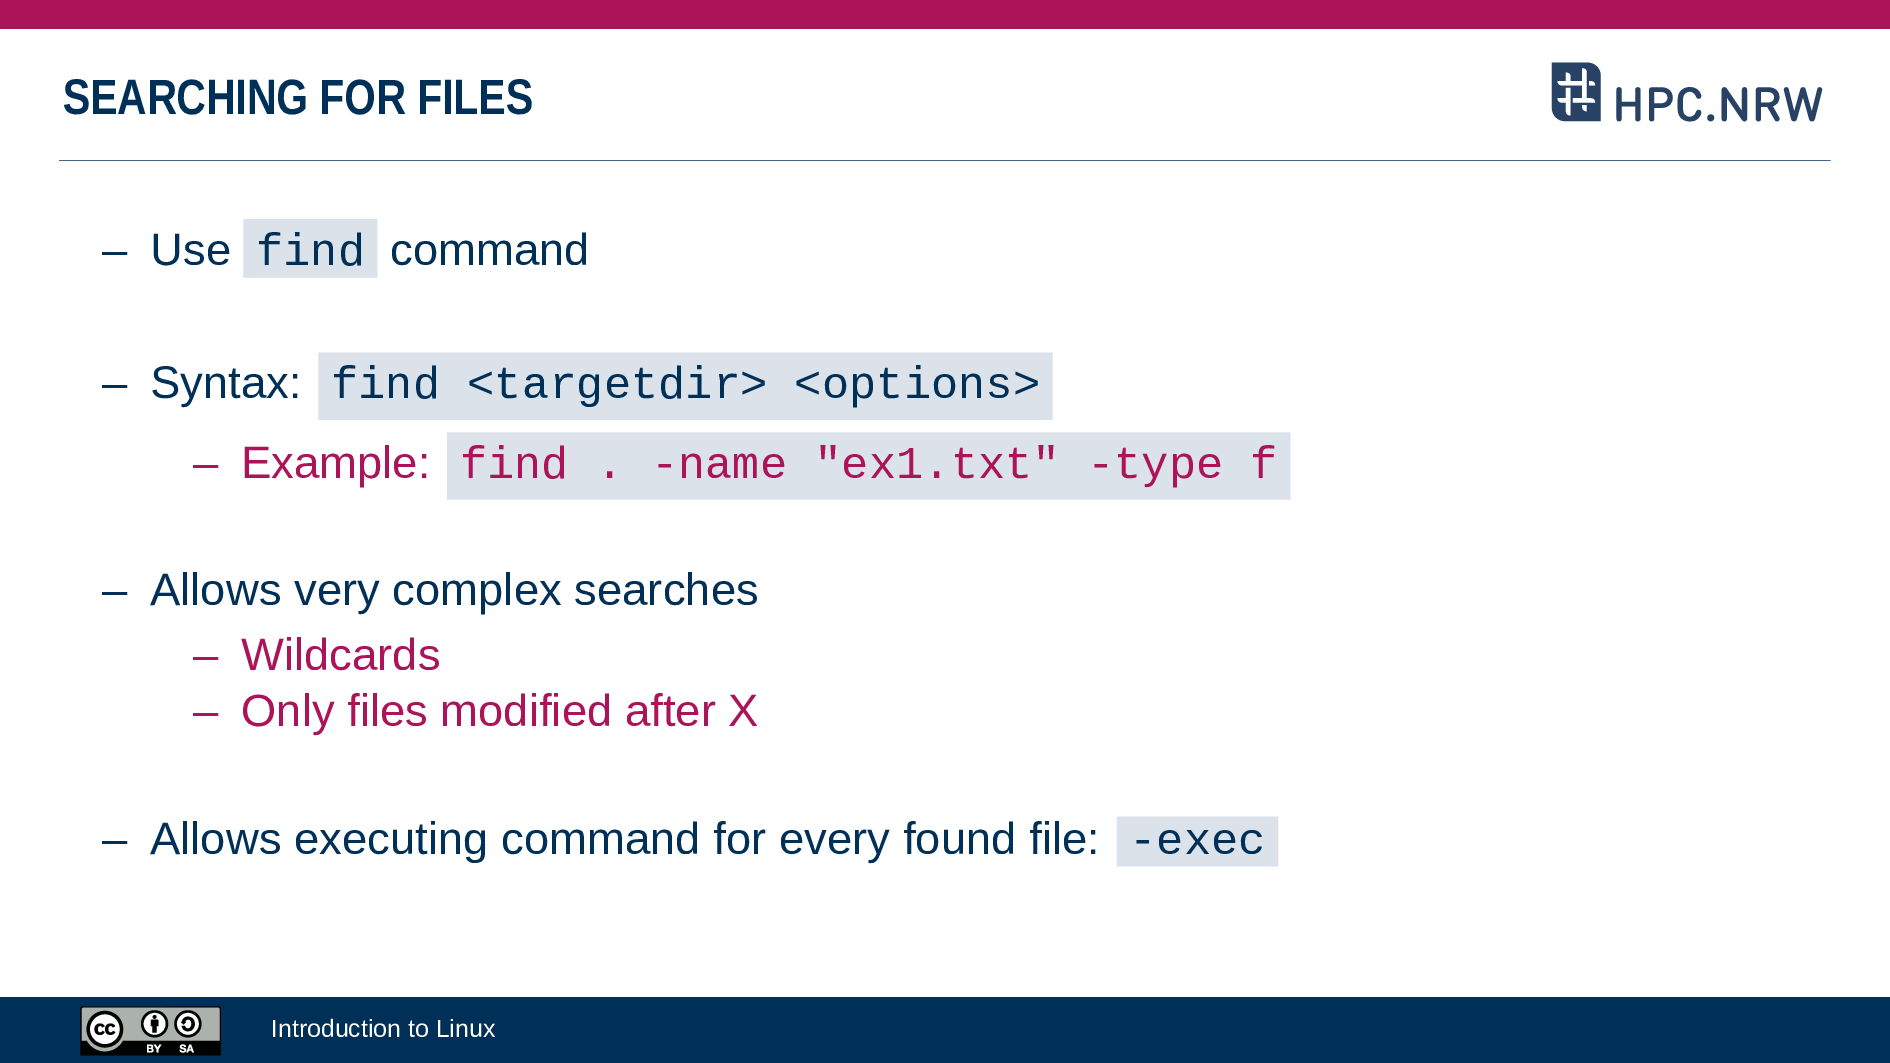 SEARCHING FOR FILES
HPC.NRW
– Use find command
– Syntax: find <targetdir> <options>
– Example: find . -name "ex1.txt" -type f
– Allows very complex searches
– Wildcards
– Only files modified after X
– Allows executing command for every found file: -exec
cc BY SA
Introduction to Linux